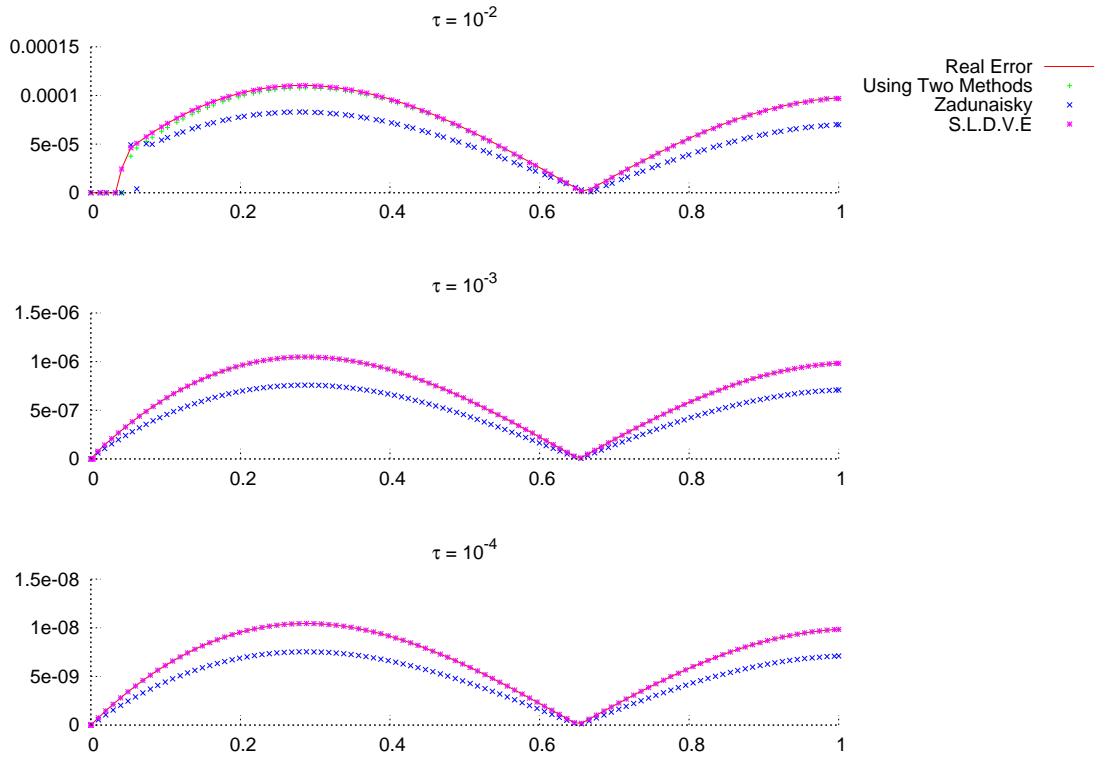 τ = 10^-2
0.00015
0.0001
5e-05
0
0 0.2 0.4 0.6 0.8 1
Real Error
Using Two Methods
Zadunaisky
S.L.D.V.E
τ = 10^-3
1.5e-06
1e-06
5e-07
0
0 0.2 0.4 0.6 0.8 1
τ = 10^-4
1.5e-08
1e-08
5e-09
0
0 0.2 0.4 0.6 0.8 1